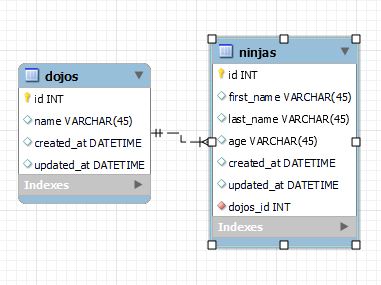 dojos
id INT
name VARCHAR(45)
created_at DATETIME
updated_at DATETIME
Indexes
ninjas
id INT
first_name VARCHAR(45)
last_name VARCHAR(45)
age VARCHAR(45)
created_at DATETIME
updated_at DATETIME
dojos_id INT
Indexes